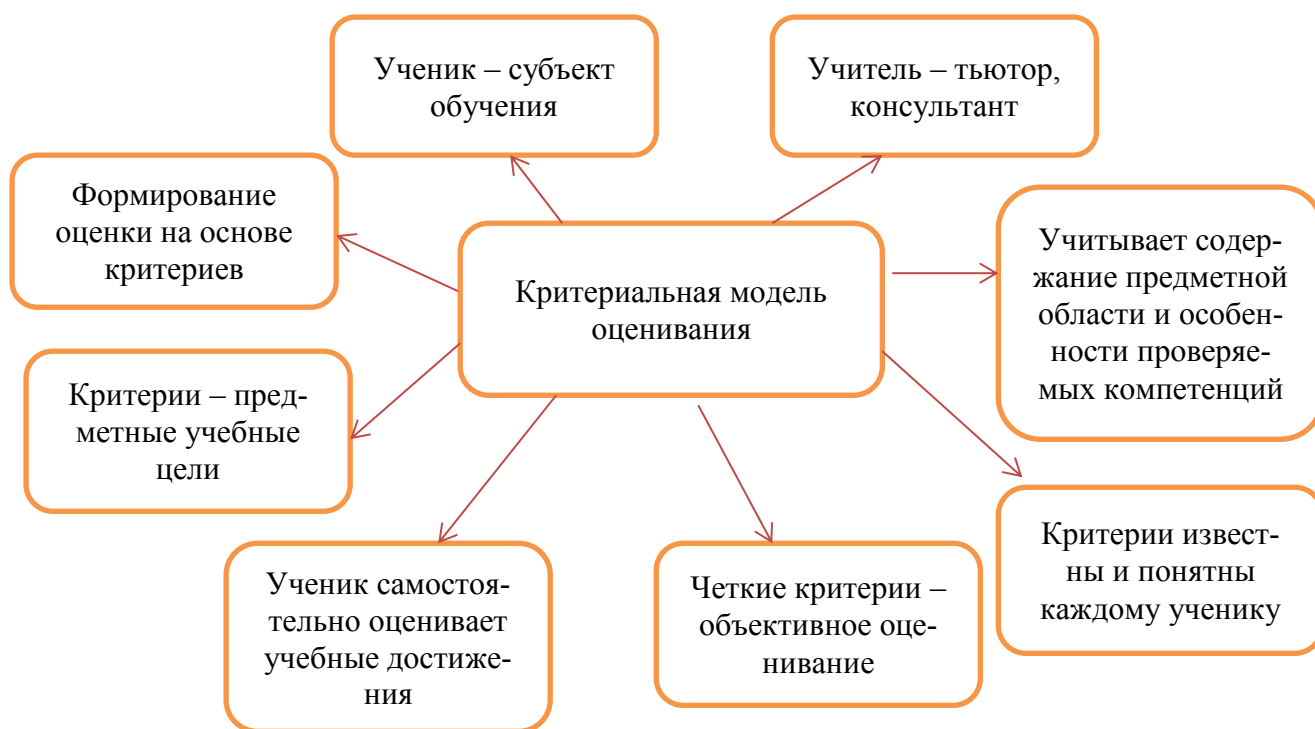 Ученик – субъект
обучения
Учитель – тьютор,
консультант
Формирование
оценки на основе
критериев
Критериальная модель
оценивания
Учитывает содер-
жание предметной
области и особен-
ности проверяе-
мых компетенций
Критерии – пред-
метные учебные
цели
Ученик самостоя-
тельно оценивает
учебные достиже-
ния
Четкие критерии –
объективное оце-
нивание
Критерии извест-
ны и понятны
каждому ученику